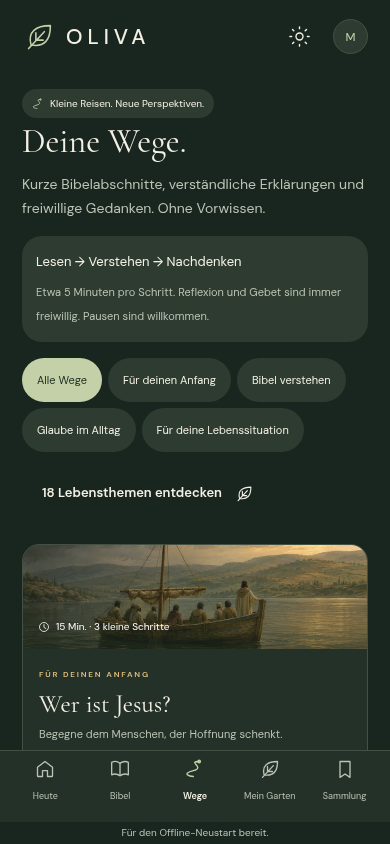 OLIVA
M
Kleine Reisen. Neue Perspektiven.
Deine Wege.
Kurze Bibelabschnitte, verständliche Erklärungen und
freiwillige Gedanken. Ohne Vorwissen.
Lesen → Verstehen → Nachdenken
Etwa 5 Minuten pro Schritt. Reflexion und Gebet sind immer
freiwillig. Pausen sind willkommen.
Alle Wege
Für deinen Anfang
Bibel verstehen
Glaube im Alltag
Für deine Lebenssituation
18 Lebensthemen entdecken
15 Min. · 3 kleine Schritte
FÜR DEINEN ANFANG
Wer ist Jesus?
Begegne dem Menschen, der Hoffnung schenkt.
Heute
Bibel
Wege
Mein Garten
Sammlung
Für den Offline-Neustart bereit.